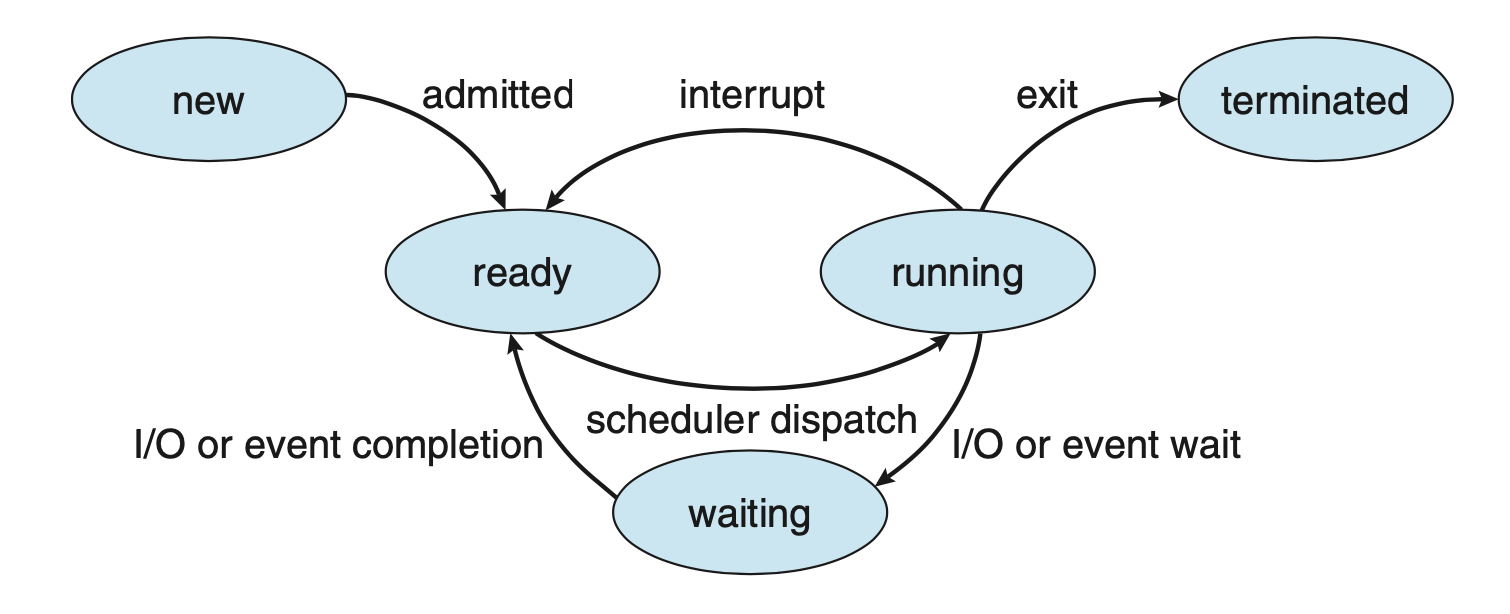 new
admitted
interrupt
exit
terminated
ready
running
scheduler dispatch
I/O or event completion
I/O or event wait
waiting